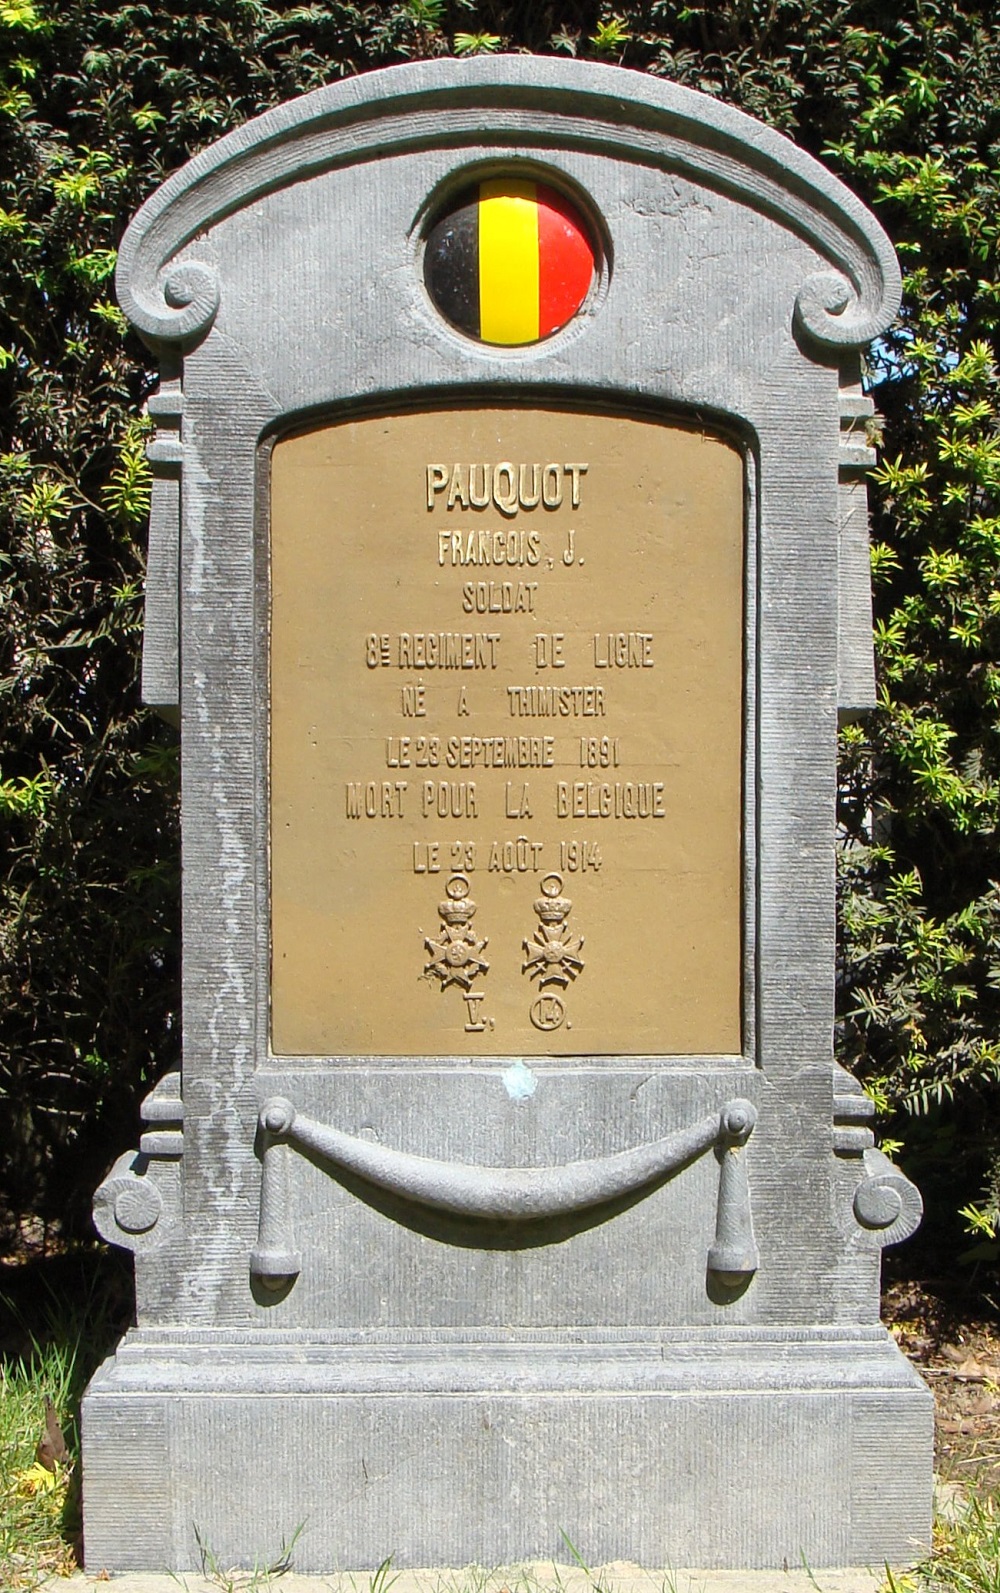 PAUQUOT
FRANCOIS, J.
SOLDAT
8E REGIMENT DE LIGNE
NÉ A THIMISTER
LE 23 SEPTEMBRE 1891
MORT POUR LA BELGIQUE
LE 23 AOÛT 1914
V., 14.